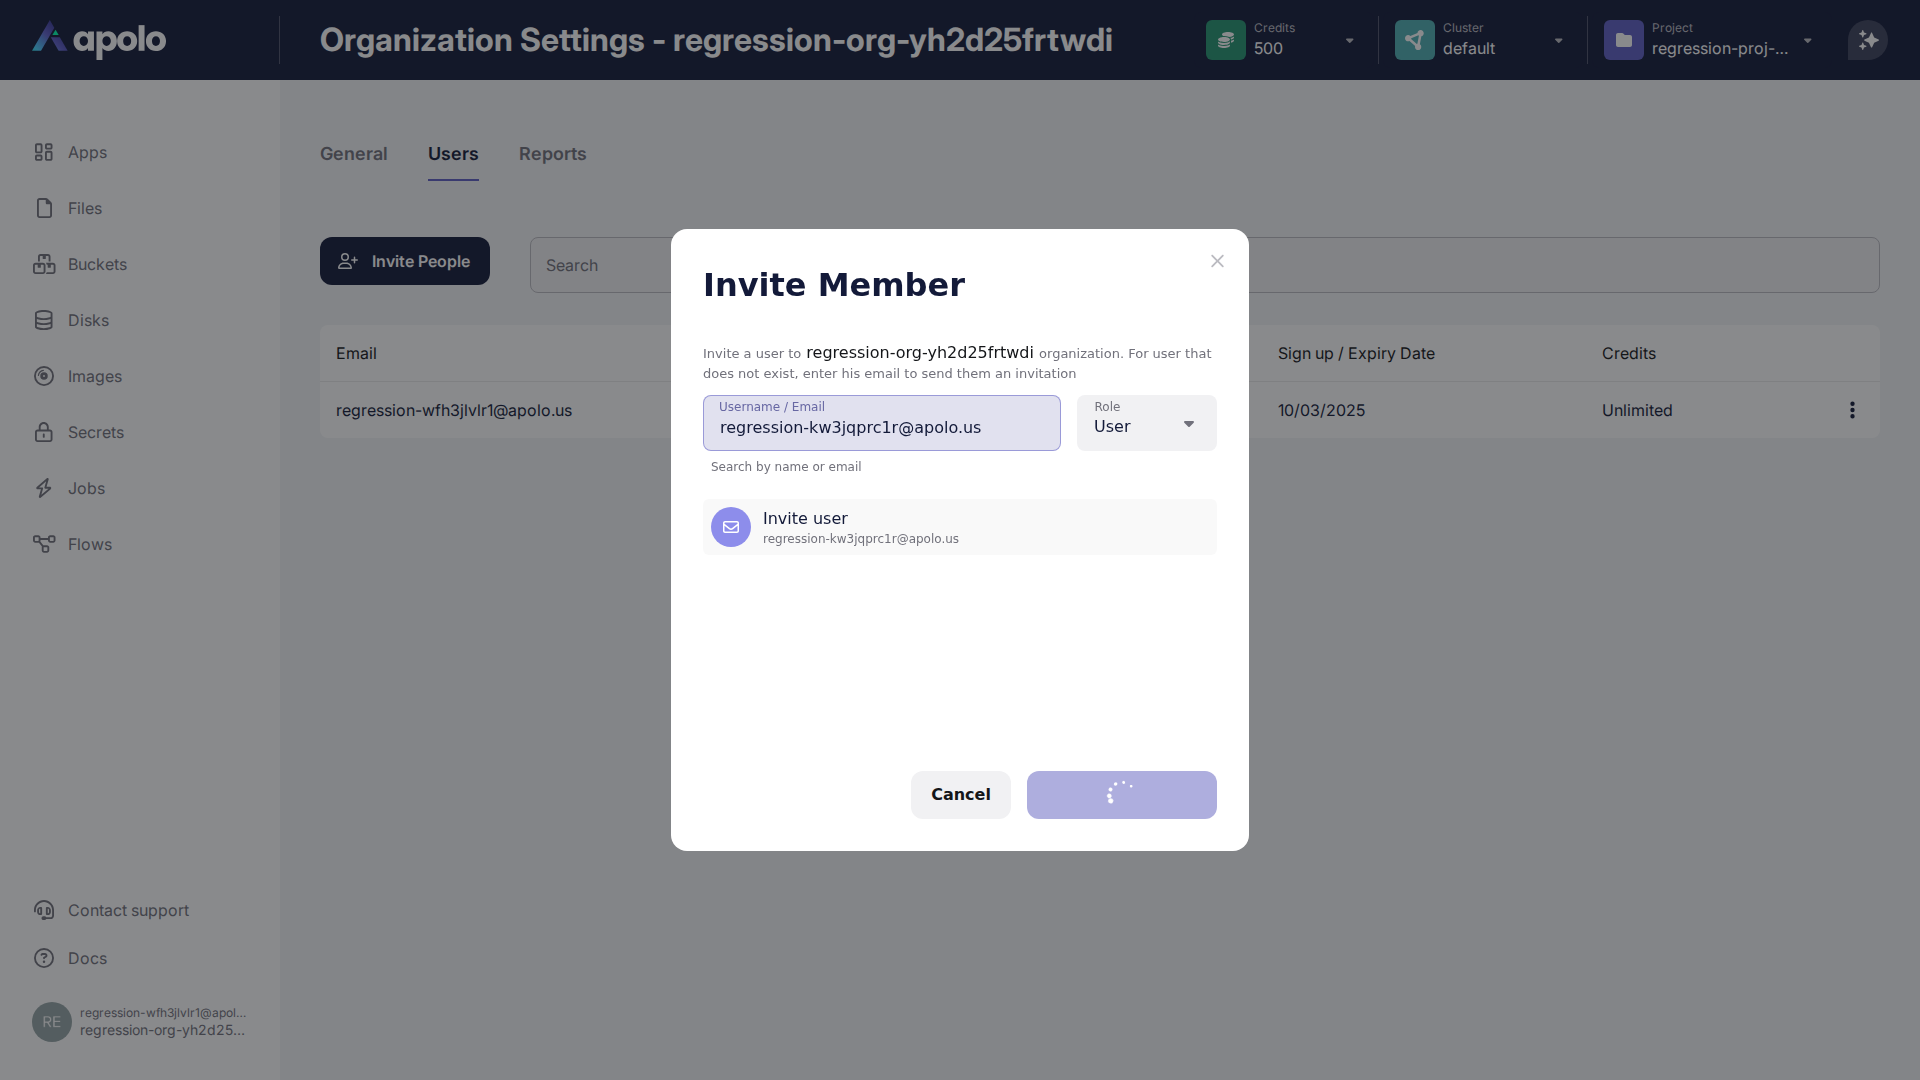 apolo
Organization Settings - regression-org-yh2d25frtwdi
Credits
500
Cluster
default
Project
regression-proj-...
Apps
Files
Buckets
Disks
Images
Secrets
Jobs
Flows
Contact support
Docs
RE
regression-wfh3jlvlr1@apol...
regression-org-yh2d25...
General
Users
Reports
Invite People
Search
Email
Sign up / Expiry Date
Credits
regression-wfh3jlvlr1@apolo.us
10/03/2025
Unlimited
Invite Member
Invite a user to regression-org-yh2d25frtwdi organization. For user that
does not exist, enter his email to send them an invitation
Username / Email
regression-kw3jqprc1r@apolo.us
Role
User
Search by name or email
Invite user
regression-kw3jqprc1r@apolo.us
Cancel